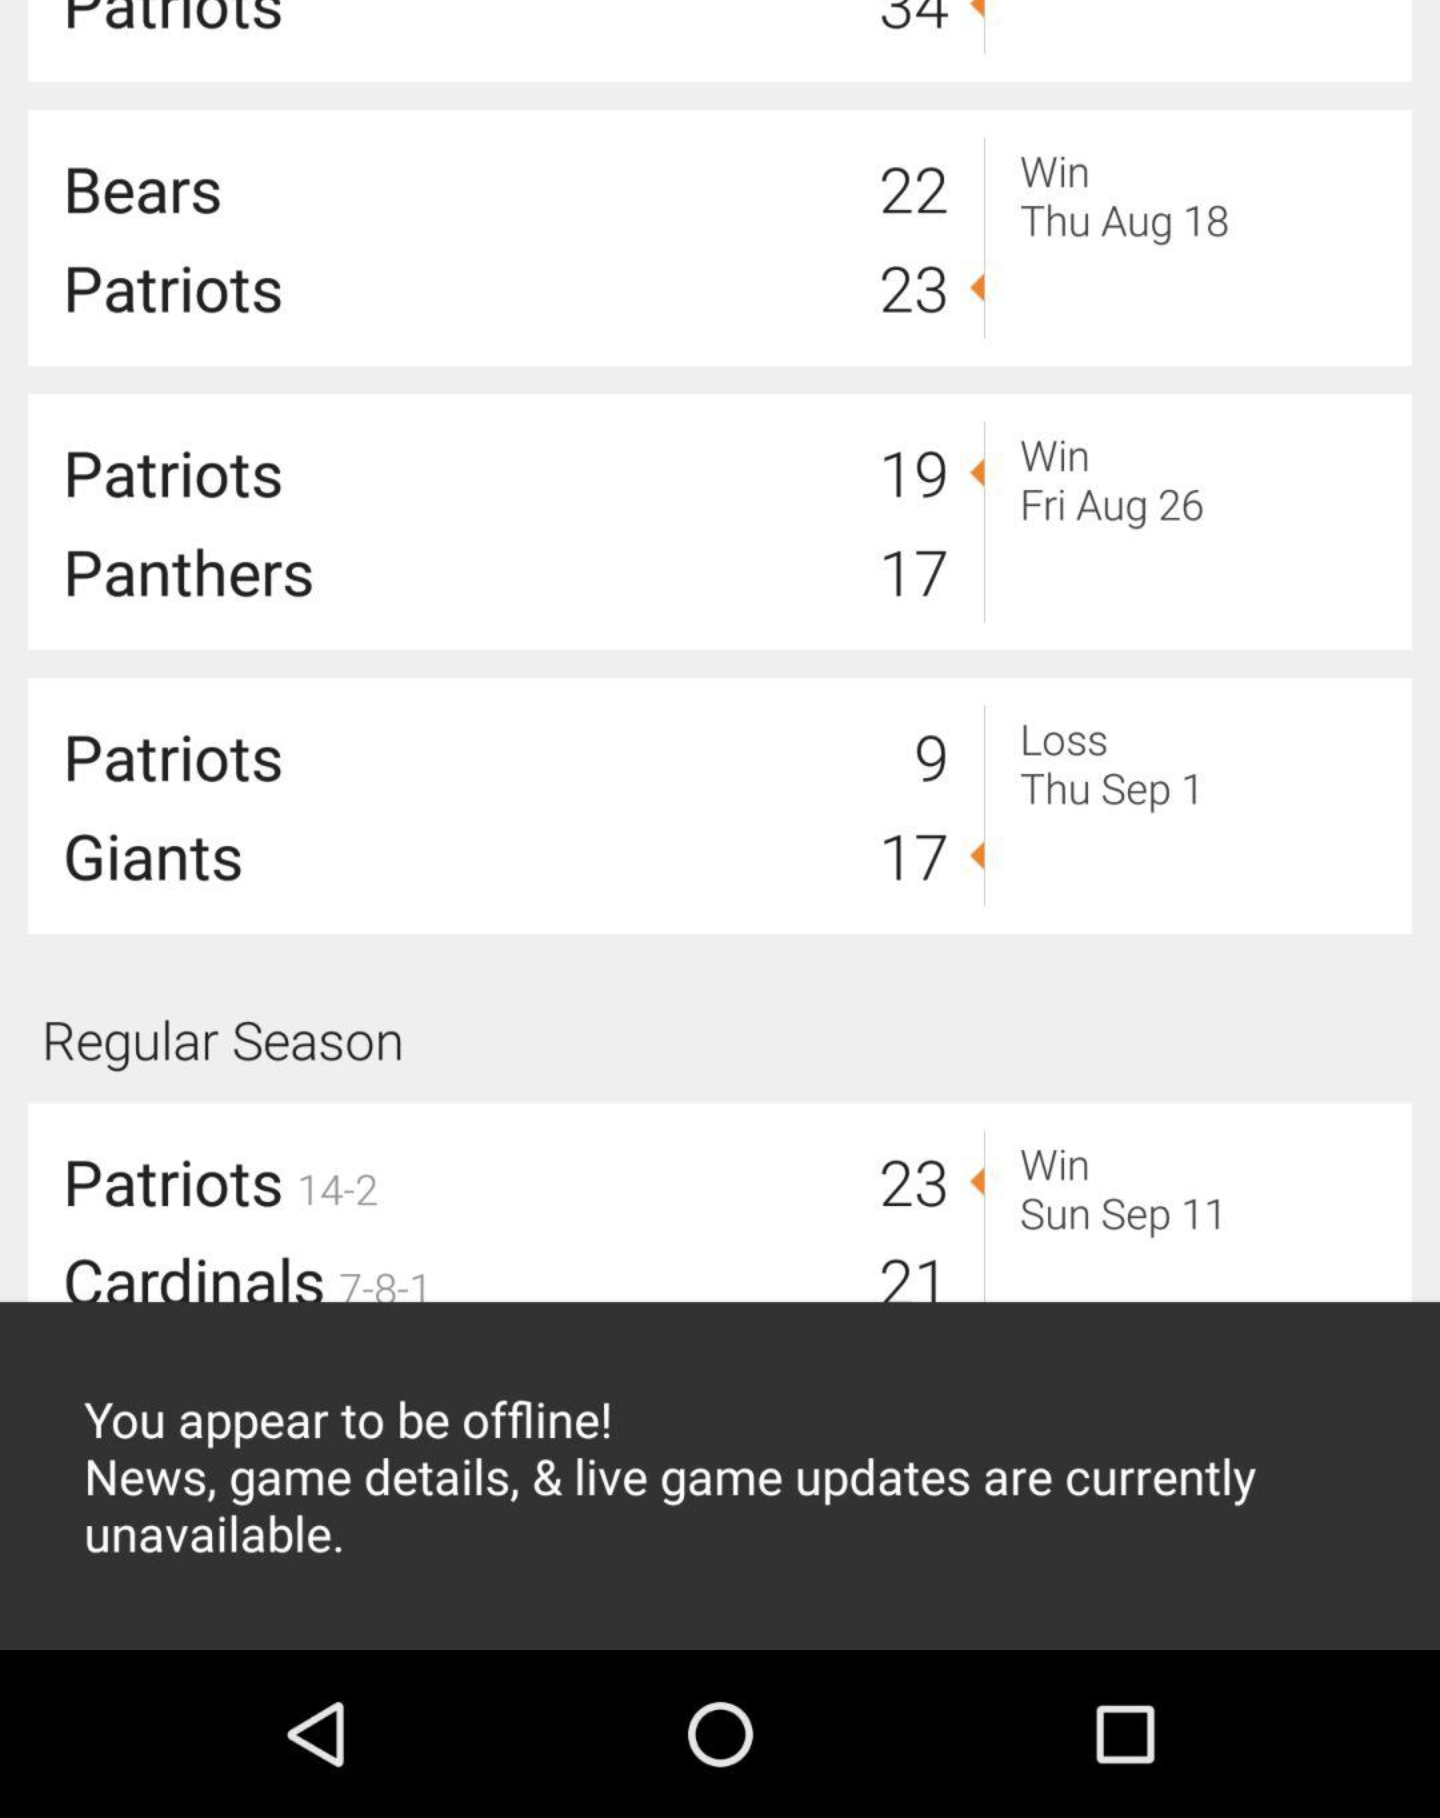 Patriots 34
Bears 22 Win
Thu Aug 18
Patriots 23
Patriots 19 Win
Fri Aug 26
Panthers 17
Patriots 9 Loss
Thu Sep 1
Giants 17
Regular Season
Patriots 14-2 23 Win
Sun Sep 11
Cardinals 7-8-1 21
You appear to be offline!
News, game details, & live game updates are currently
unavailable.